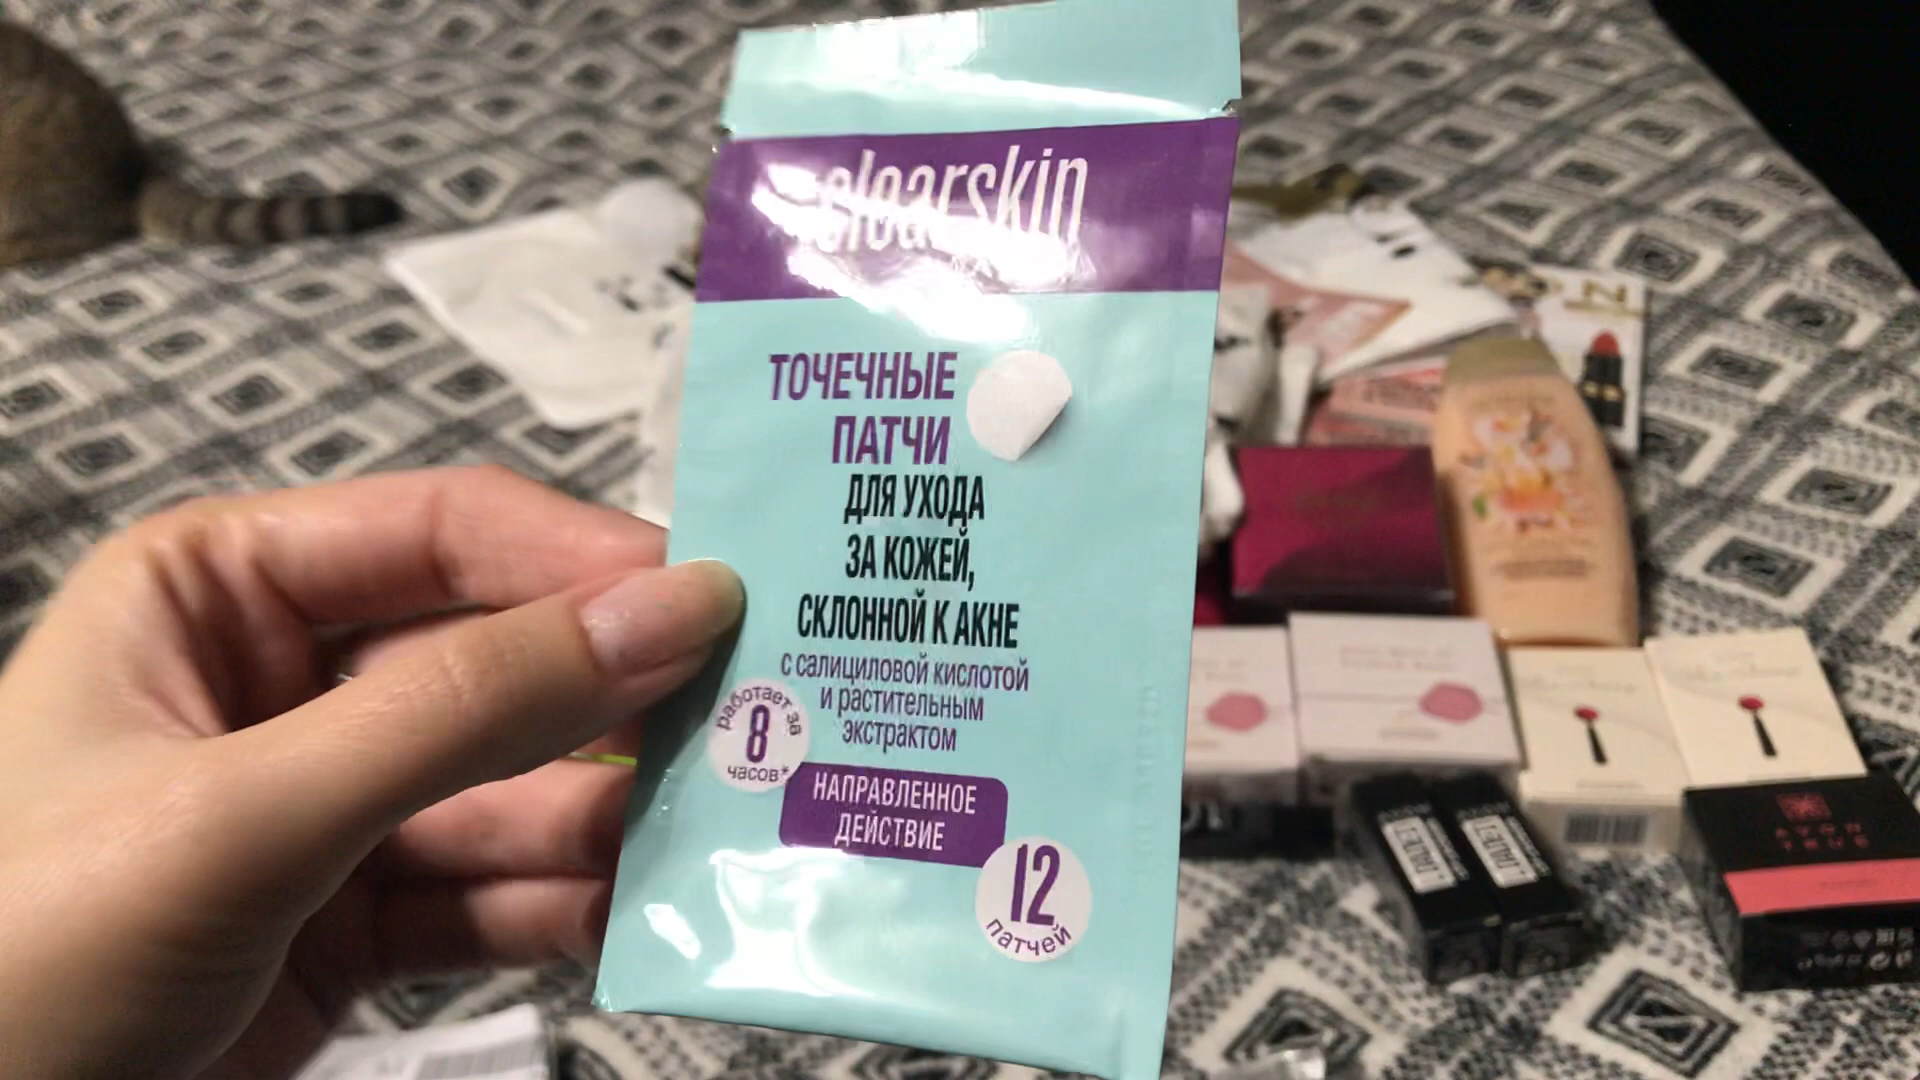 clearskin
ТОЧЕЧНЫЕ
ПАТЧИ
ДЛЯ УХОДА
ЗА КОЖЕЙ,
СКЛОННОЙ К АКНЕ
с салициловой кислотой
и растительным
экстрактом
работает за
8
часов*
НАПРАВЛЕННОЕ
ДЕЙСТВИЕ
12
патчей
AVON
TRUE